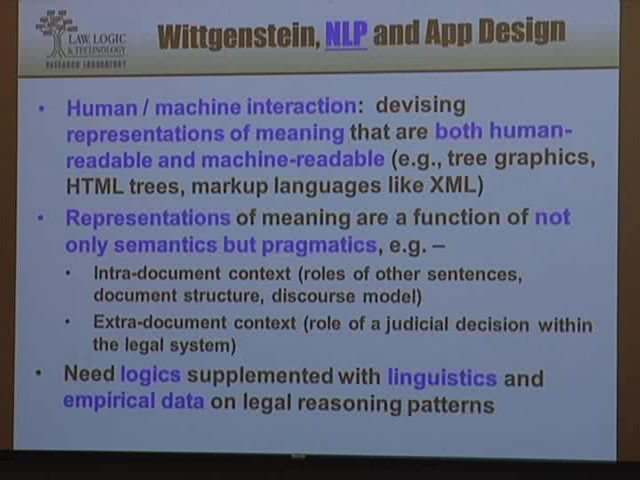 LAW, LOGIC
& TECHNOLOGY
RESEARCH LABORATORY
Wittgenstein, NLP and App Design
• Human / machine interaction: devising
representations of meaning that are both human-
readable and machine-readable (e.g., tree graphics,
HTML trees, markup languages like XML)
• Representations of meaning are a function of not
only semantics but pragmatics, e.g. –
• Intra-document context (roles of other sentences,
document structure, discourse model)
• Extra-document context (role of a judicial decision within
the legal system)
• Need logics supplemented with linguistics and
empirical data on legal reasoning patterns